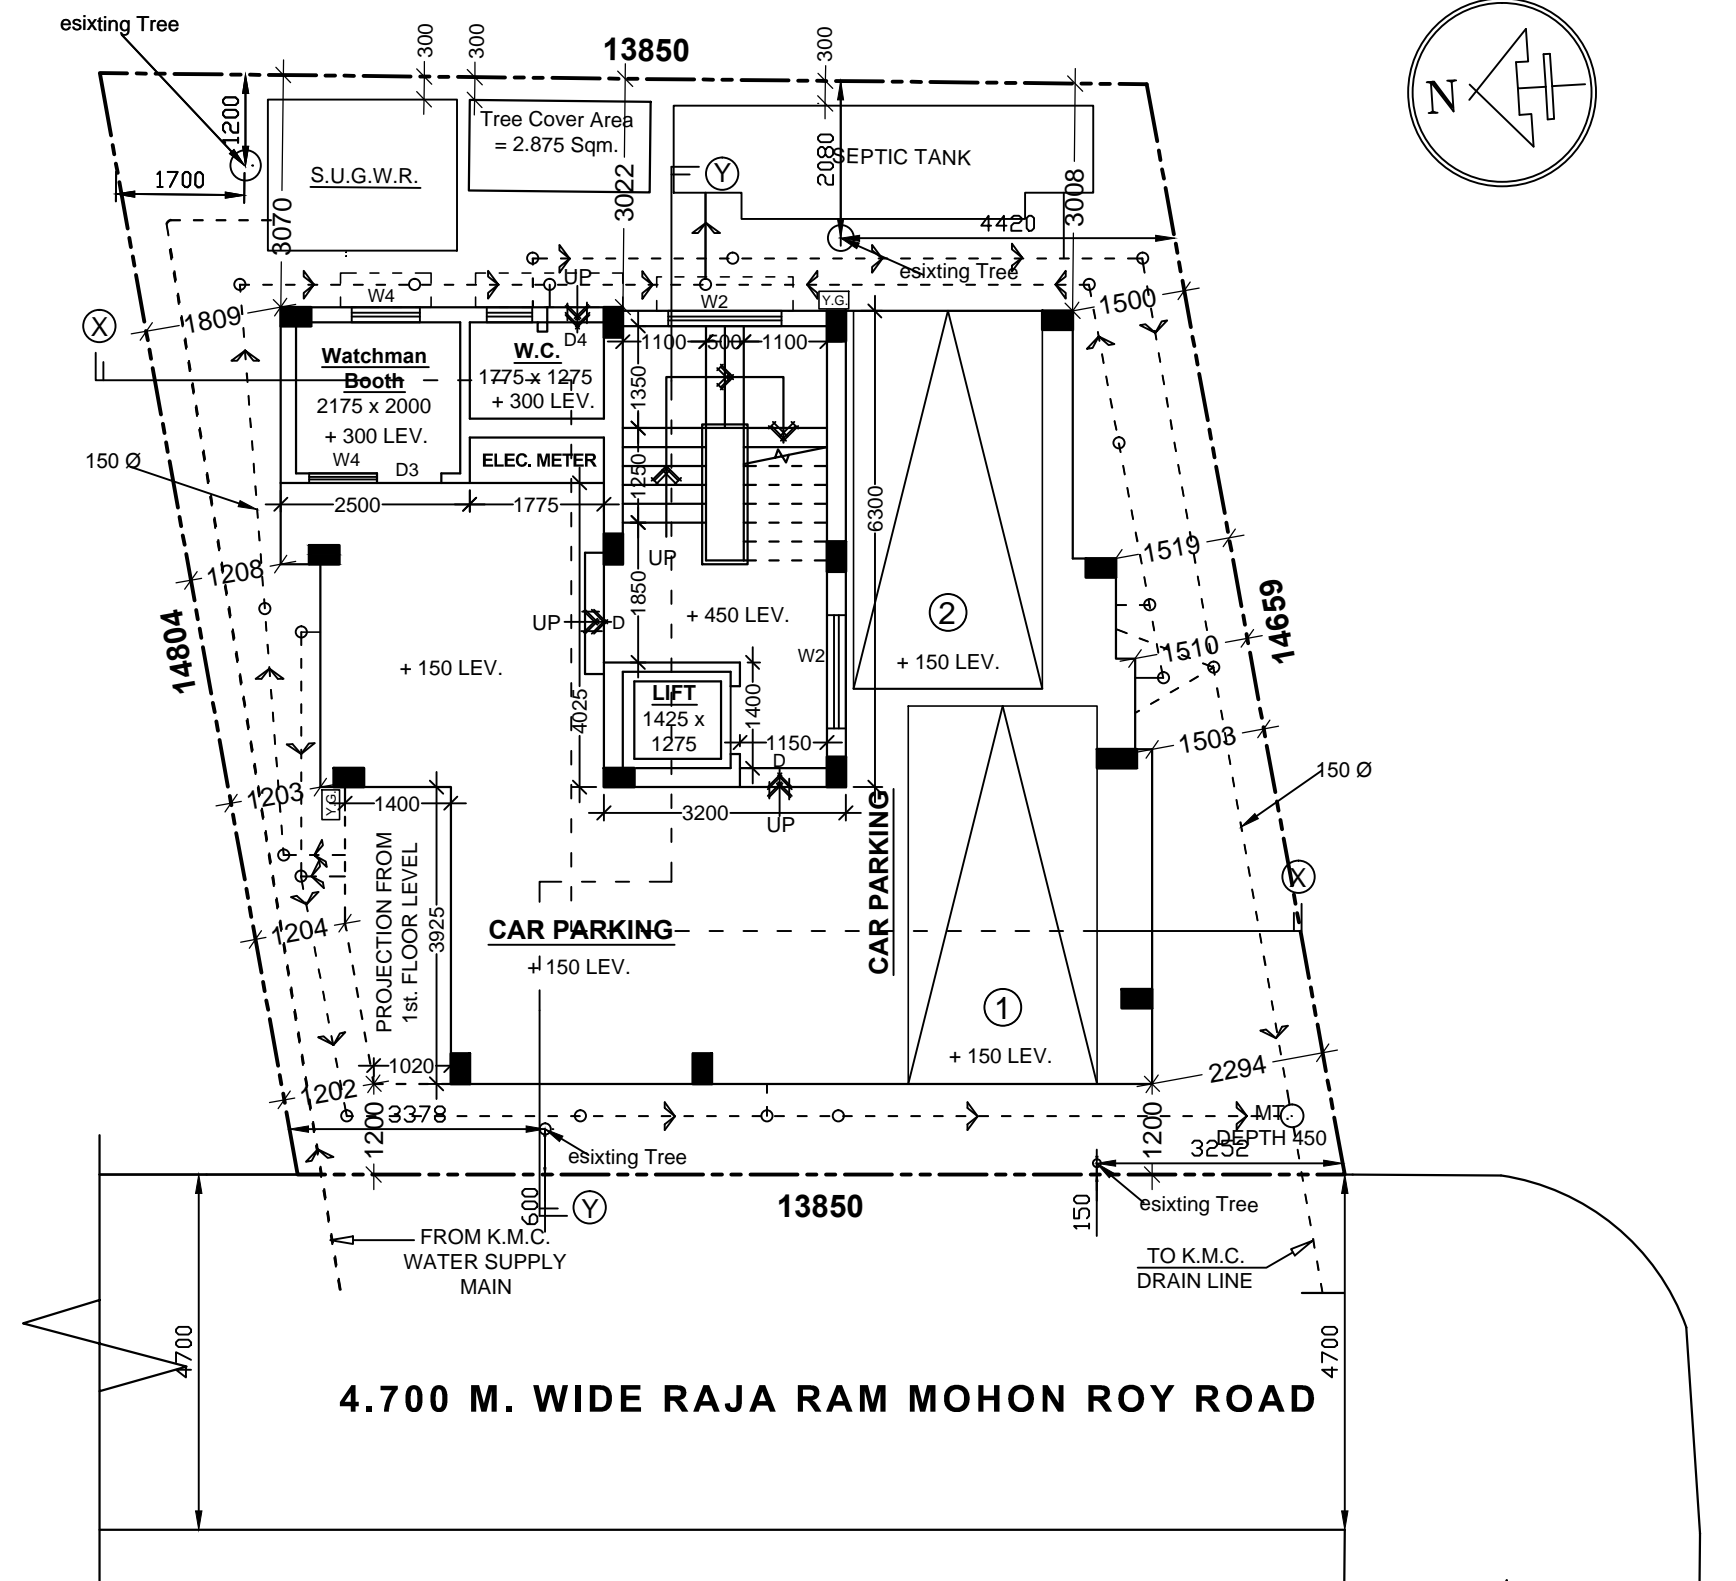 esixting Tree
300
300
13850
300
N
1200
Tree Cover Area
= 2.875 Sqm.
2080
SEPTIC TANK
S.U.G.W.R.
1700
Y
3022
3008
3070
4420
esixting Tree
UP
W4
W2
Y.G.
1500
1809
X
D4
1100
500
1100
Watchman
Booth
2175 x 2000
+ 300 LEV.
W.C.
1775 x 1275
+ 300 LEV.
1350
W4
D3
ELEC. METER
1250
150 Ø
2500
1775
6300
1519
1208
UP
1850
14804
UP
D
+ 450 LEV.
2
14659
+ 150 LEV.
W2
+ 150 LEV.
1510
LIFT
1425 x
1275
1400
4025
1150
1503
D
150 Ø
1203
Y.G.
1400
3200
UP
CAR PARKING
X
PROJECTION FROM
1st. FLOOR LEVEL
3925
1204
CAR PARKING
+ 150 LEV.
1
+ 150 LEV.
1020
1202
2294
1200
3378
1200
MT.
DEPTH 450
3252
esixting Tree
600
Y
13850
150
esixting Tree
FROM K.M.C.
WATER SUPPLY
MAIN
TO K.M.C.
DRAIN LINE
4700
4700
4.700 M. WIDE RAJA RAM MOHON ROY ROAD